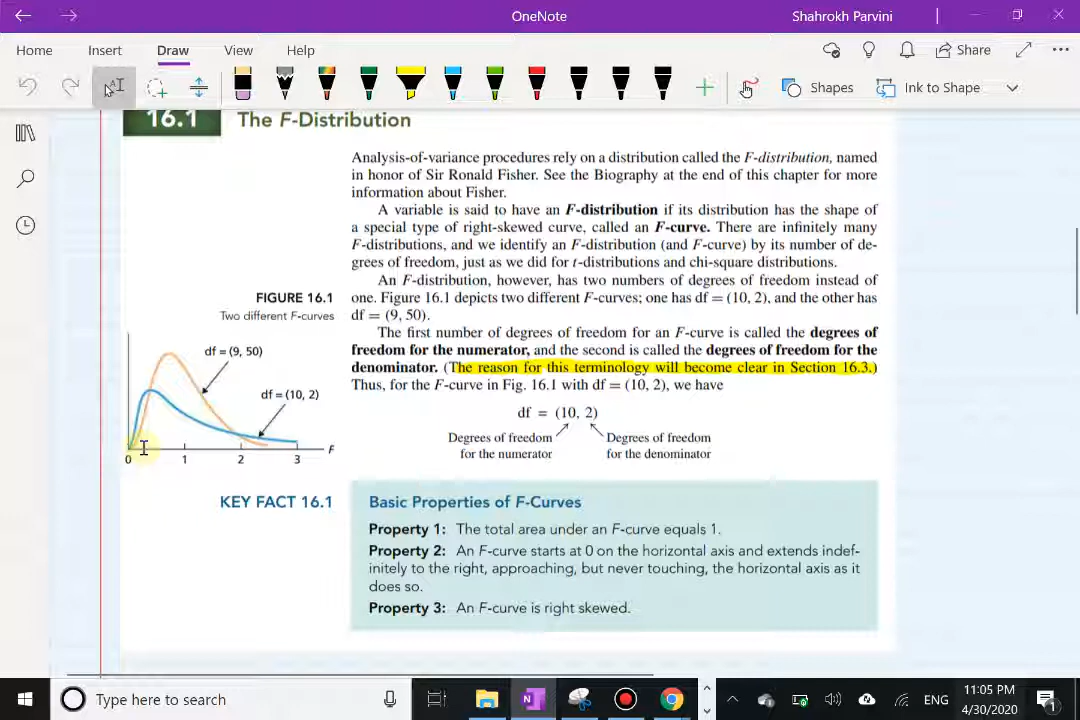 OneNote
Shahrokh Parvini
Home
Insert
Draw
View
Help
Share
Shapes
Ink to Shape
16.1 The F-Distribution
Analysis-of-variance procedures rely on a distribution called the F-distribution, named
in honor of Sir Ronald Fisher. See the Biography at the end of this chapter for more
information about Fisher.
A variable is said to have an F-distribution if its distribution has the shape of
a special type of right-skewed curve, called an F-curve. There are infinitely many
F-distributions, and we identify an F-distribution (and F-curve) by its number of de-
grees of freedom, just as we did for t-distributions and chi-square distributions.
An F-distribution, however, has two numbers of degrees of freedom instead of
one. Figure 16.1 depicts two different F-curves; one has df = (10, 2), and the other has
df = (9, 50).
The first number of degrees of freedom for an F-curve is called the degrees of
freedom for the numerator, and the second is called the degrees of freedom for the
denominator. (The reason for this terminology will become clear in Section 16.3.)
Thus, for the F-curve in Fig. 16.1 with df = (10, 2), we have
FIGURE 16.1
Two different F-curves
df = (9, 50)
df = (10, 2)
F
0 1 2 3
df = (10, 2)
Degrees of freedom
for the numerator
Degrees of freedom
for the denominator
KEY FACT 16.1
Basic Properties of F-Curves
Property 1: The total area under an F-curve equals 1.
Property 2: An F-curve starts at 0 on the horizontal axis and extends indef-
initely to the right, approaching, but never touching, the horizontal axis as it
does so.
Property 3: An F-curve is right skewed.
Type here to search
ENG
11:05 PM
4/30/2020
1